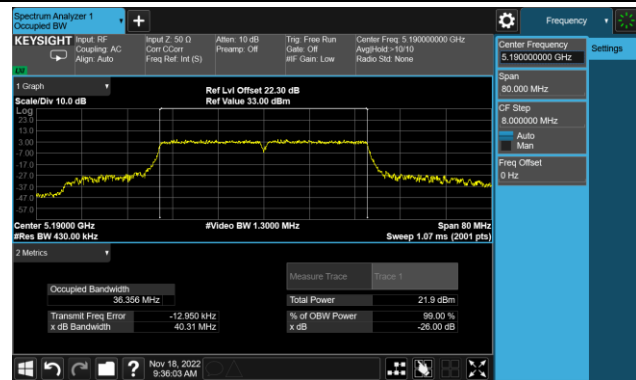 Spectrum Analyzer 1
Occupied BW
Frequency
KEYSIGHT
Input: RF
Coupling: AC
Align: Auto
Input Z: 50 Ω
Corr CCorr
Freq Ref: Int (S)
Atten: 10 dB
Preamp: Off
Trig: Free Run
Gate: Off
#IF Gain: Low
Center Freq: 5.190000000 GHz
Avg|Hold:>10/10
Radio Std: None
Center Frequency
5.190000000 GHz
Settings
Span
80.000 MHz
CF Step
8.000000 MHz
Auto
Man
Freq Offset
0 Hz
1 Graph
Scale/Div 10.0 dB
Ref Lvl Offset 22.30 dB
Ref Value 33.00 dBm
Log
23.0
13.0
3.00
-7.00
-17.0
-27.0
-37.0
-47.0
-57.0
Center 5.19000 GHz
#Res BW 430.00 kHz
#Video BW 1.3000 MHz
Span 80 MHz
Sweep 1.07 ms (2001 pts)
2 Metrics
Measure Trace
Trace 1
Occupied Bandwidth
36.356 MHz
Total Power
21.9 dBm
Transmit Freq Error
-12.950 kHz
% of OBW Power
99.00 %
x dB Bandwidth
40.31 MHz
x dB
-26.00 dB
Nov 18, 2022
9:36:03 AM